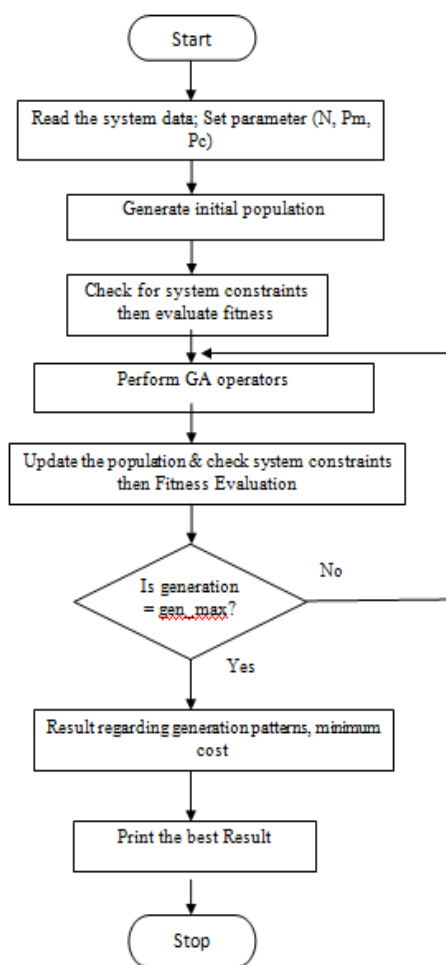 Start
Read the system data; Set parameter (N, Pm,
Pc)
Generate initial population
Check for system constraints
then evaluate fitness
Perform GA operators
Update the population & check system constraints
then Fitness Evaluation
Is generation
= gen_max?
No
Yes
Result regarding generation patterns, minimum
cost
Print the best Result
Stop